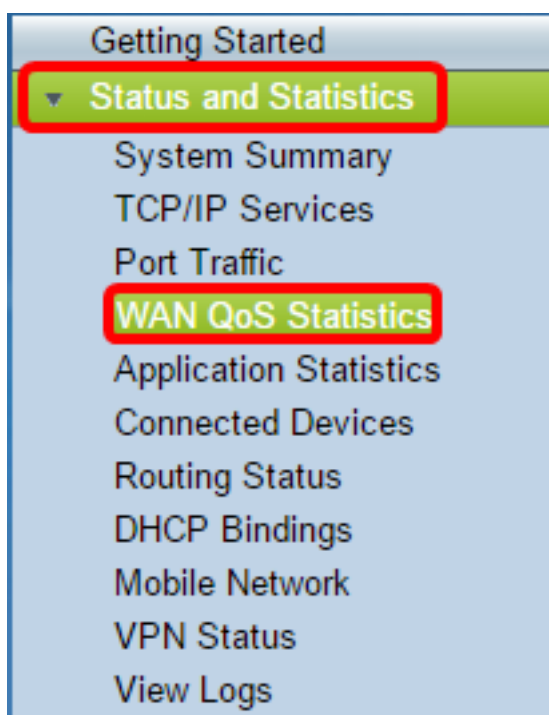 Getting Started
Status and Statistics
System Summary
TCP/IP Services
Port Traffic
WAN QoS Statistics
Application Statistics
Connected Devices
Routing Status
DHCP Bindings
Mobile Network
VPN Status
View Logs